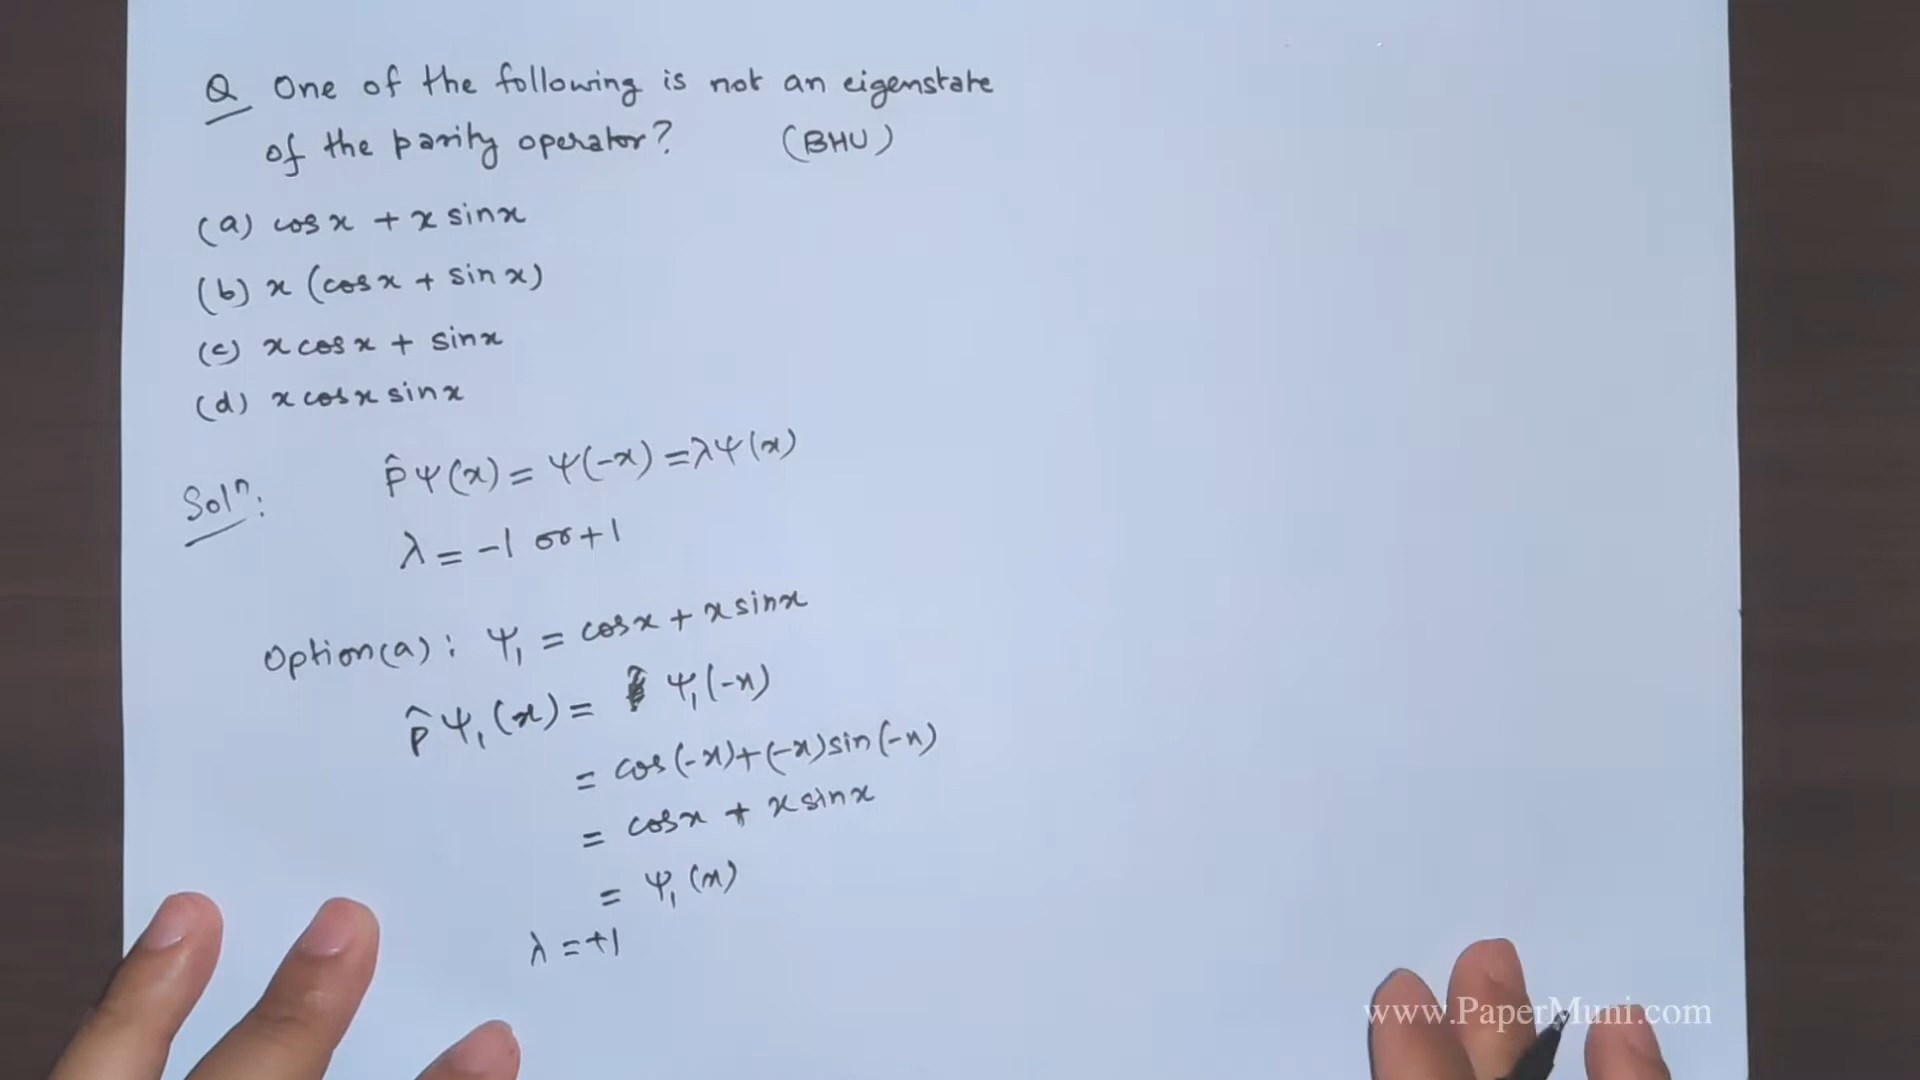 Q One of the following is not an eigenstate
of the parity operator? (BHU)
(a) cos x + x sin x
(b) x (cos x + sin x)
(c) x cos x + sin x
(d) x cos x sin x
Solⁿ: P̂ Ψ(x) = Ψ(-x) = λΨ(x)
λ = -1 or +1
Option(a): Ψ₁ = cos x + x sin x
P̂ Ψ₁(x) = Ψ₁(-x)
= cos(-x)+(-x)sin(-x)
= cos x + x sin x
= Ψ₁(x)
λ = +1
www.PaperMuni.com